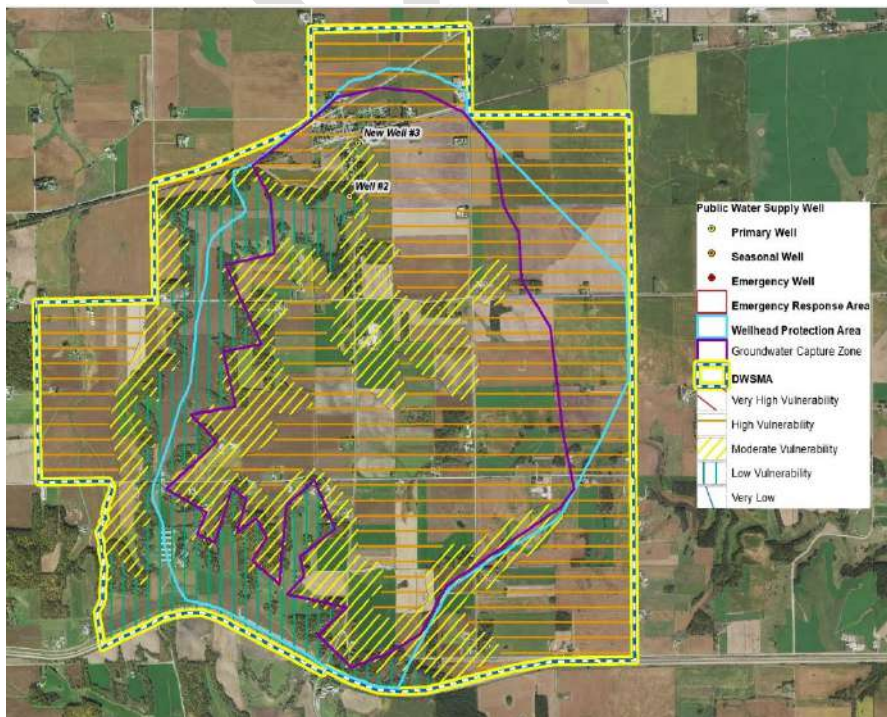 New Well #3
Well #2
Public Water Supply Well
Primary Well
Seasonal Well
Emergency Well
Emergency Response Area
Wellhead Protection Area
Groundwater Capture Zone
DWSMA
Very High Vulnerability
High Vulnerability
Moderate Vulnerability
Low Vulnerability
Very Low